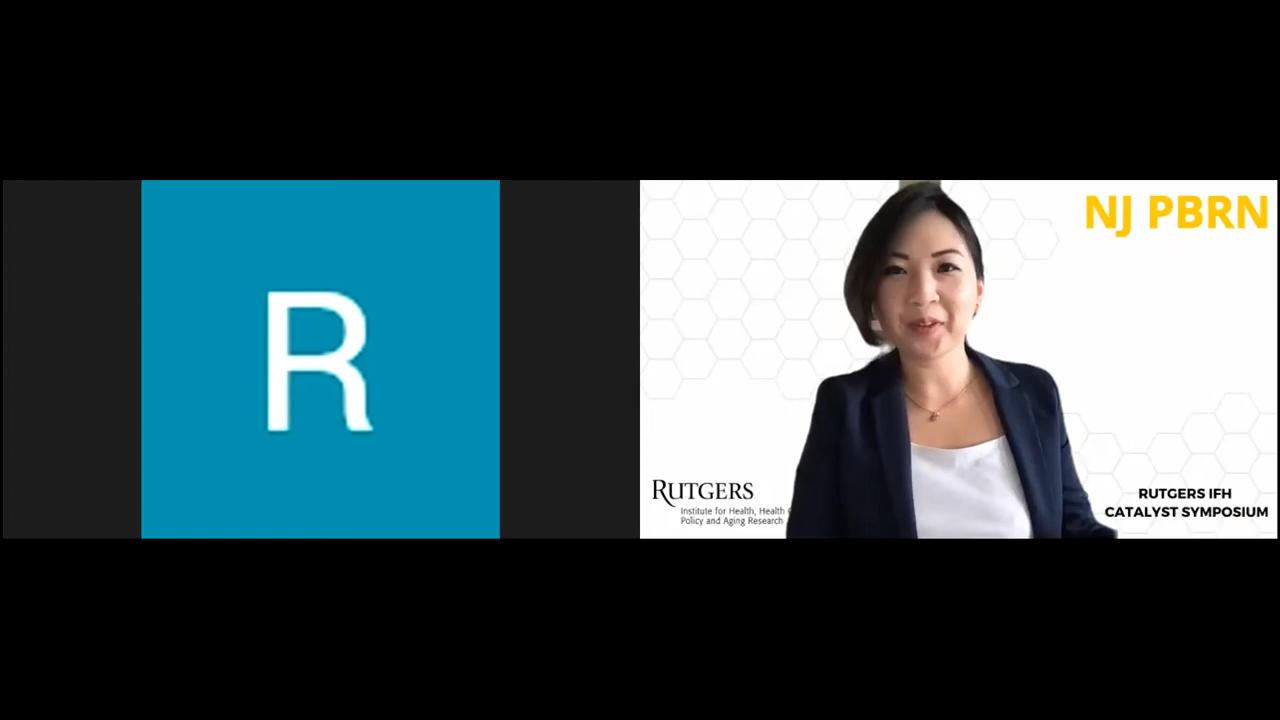 R
NJ PBRN
RUTGERS
Institute for Health, Health
Policy and Aging Research
RUTGERS IFH
CATALYST SYMPOSIUM